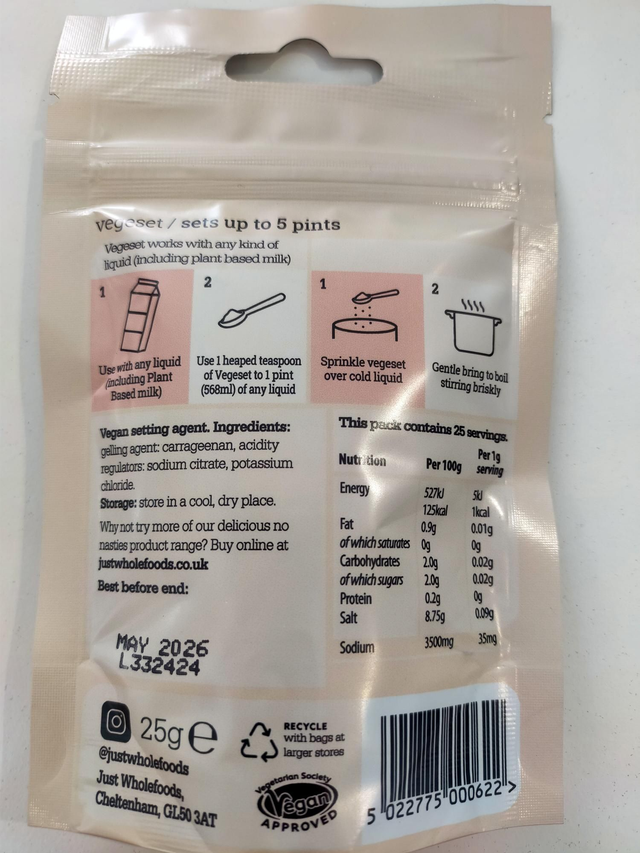 vegeset / sets up to 5 pints
Vegeset works with any kind of
liquid (including plant based milk)
1
Use with any liquid
(including Plant
Based milk)
2
Use 1 heaped teaspoon
of Vegeset to 1 pint
(568ml) of any liquid
1
Sprinkle vegeset
over cold liquid
2
Gentle bring to boil
stirring briskly
Vegan setting agent. Ingredients:
gelling agent: carrageenan, acidity
regulators: sodium citrate, potassium
chloride.
Storage: store in a cool, dry place.
Why not try more of our delicious no
nasties product range? Buy online at
justwholefoods.co.uk
Best before end:
MAY 2026
L332424
This pack contains 25 servings.
Nutrition Per 100g Per 1g
serving
Energy 527kJ 5kJ
125kal 1kcal
Fat 0.9g 0.01g
of which saturates 0g 0g
Carbohydrates 2.0g 0.02g
of which sugars 2.0g 0.02g
Protein 0.2g 0g
Salt 8.75g 0.09g
Sodium 3500mg 35mg
25g e
@justwholefoods
Just Wholefoods,
Cheltenham, GL50 3AT
RECYCLE
with bags at
larger stores
Vegetarian Society
Vegan
APPROVED
5 022775 000622 >